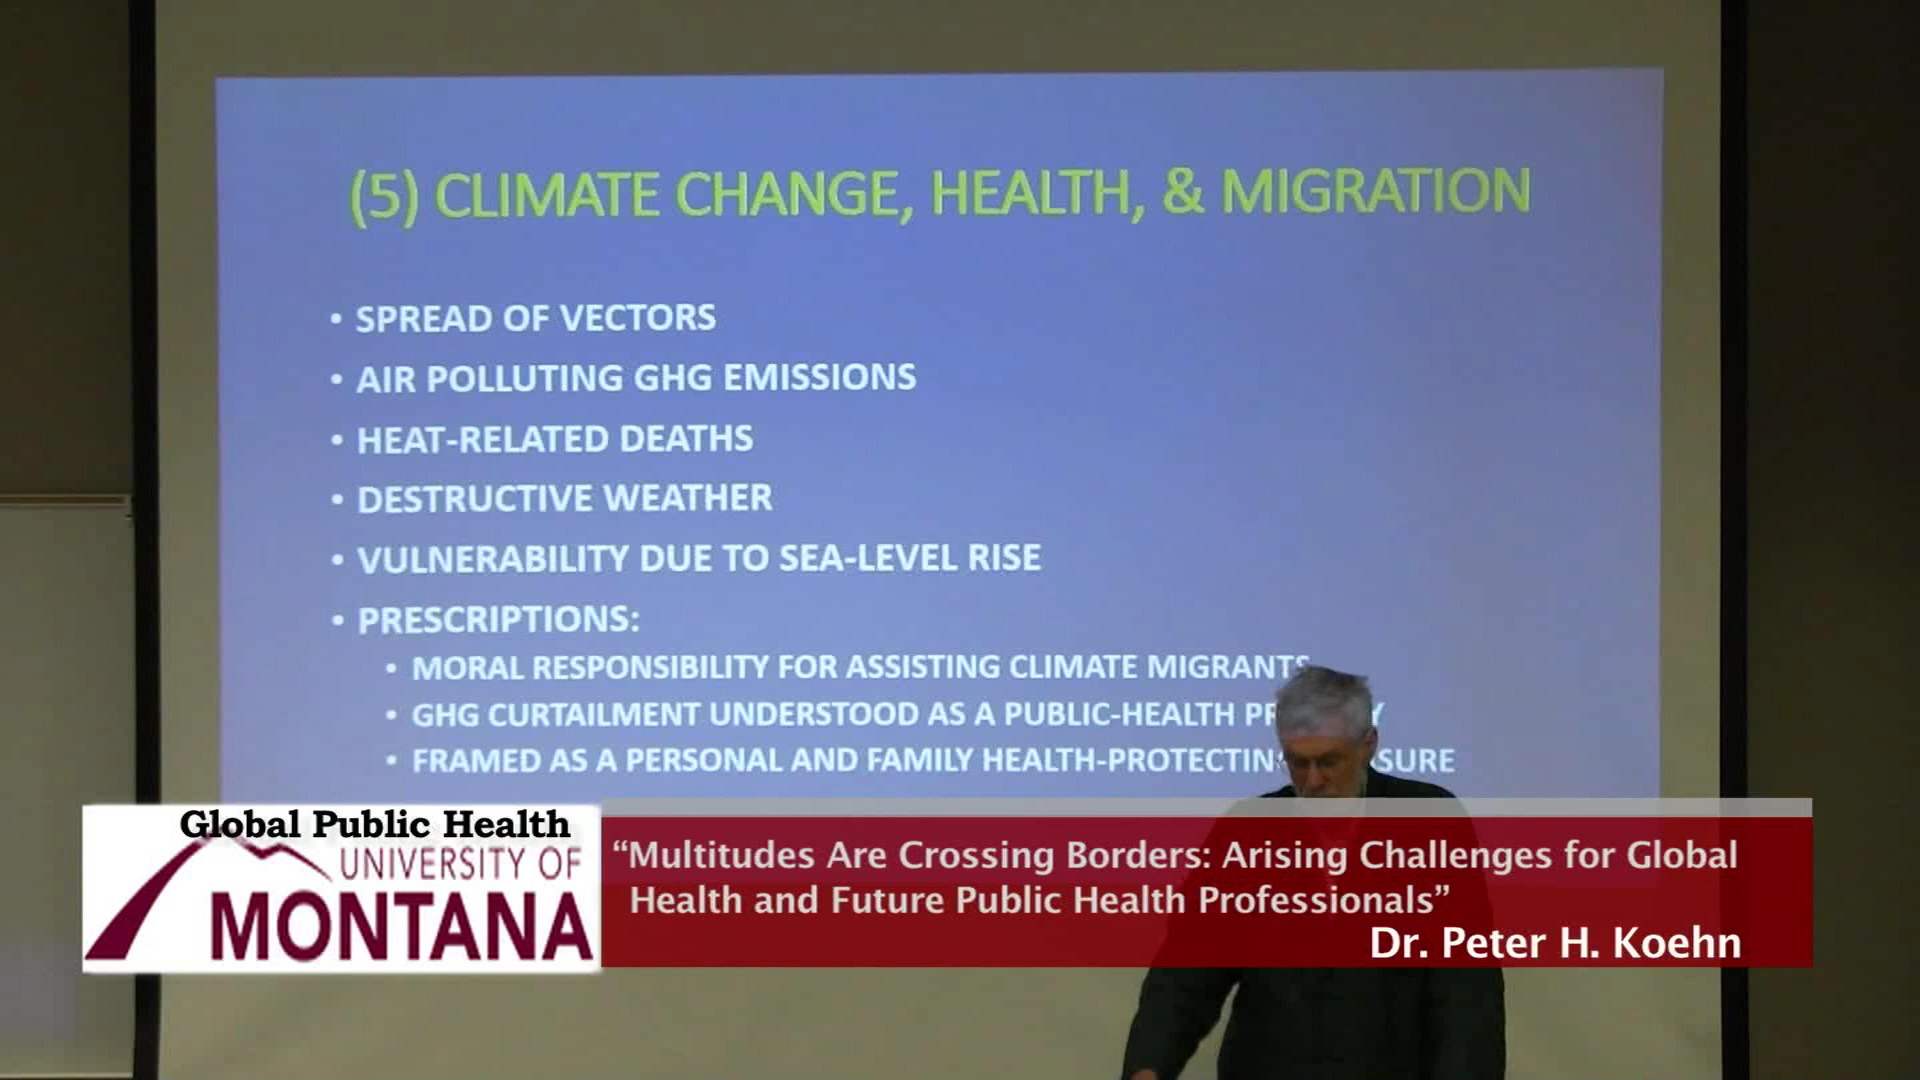 (5) CLIMATE CHANGE, HEALTH, & MIGRATION
• SPREAD OF VECTORS
• AIR POLLUTING GHG EMISSIONS
• HEAT-RELATED DEATHS
• DESTRUCTIVE WEATHER
• VULNERABILITY DUE TO SEA-LEVEL RISE
• PRESCRIPTIONS:
• MORAL RESPONSIBILITY FOR ASSISTING CLIMATE MIGRANTS
• GHG CURTAILMENT UNDERSTOOD AS A PUBLIC-HEALTH
• FRAMED AS A PERSONAL AND FAMILY HEALTH-PROTECTING
Global Public Health
UNIVERSITY OF
MONTANA
“Multitudes Are Crossing Borders: Arising Challenges for Global
Health and Future Public Health Professionals”
Dr. Peter H. Koehn